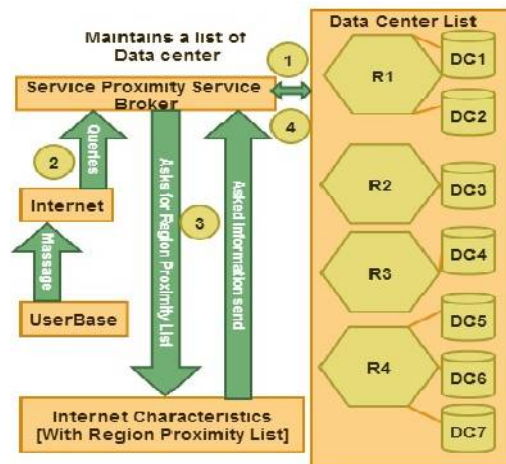 Maintains a list of
Data center
1
Data Center List
Service Proximity Service
Broker
4
2
Queries
Asks for Region Proximity List
3
Asked Information send
Internet
Massage
UserBase
Internet Characteristics
[With Region Proximity List]
R1
DC1
DC2
R2
DC3
R3
DC4
R4
DC5
DC6
DC7